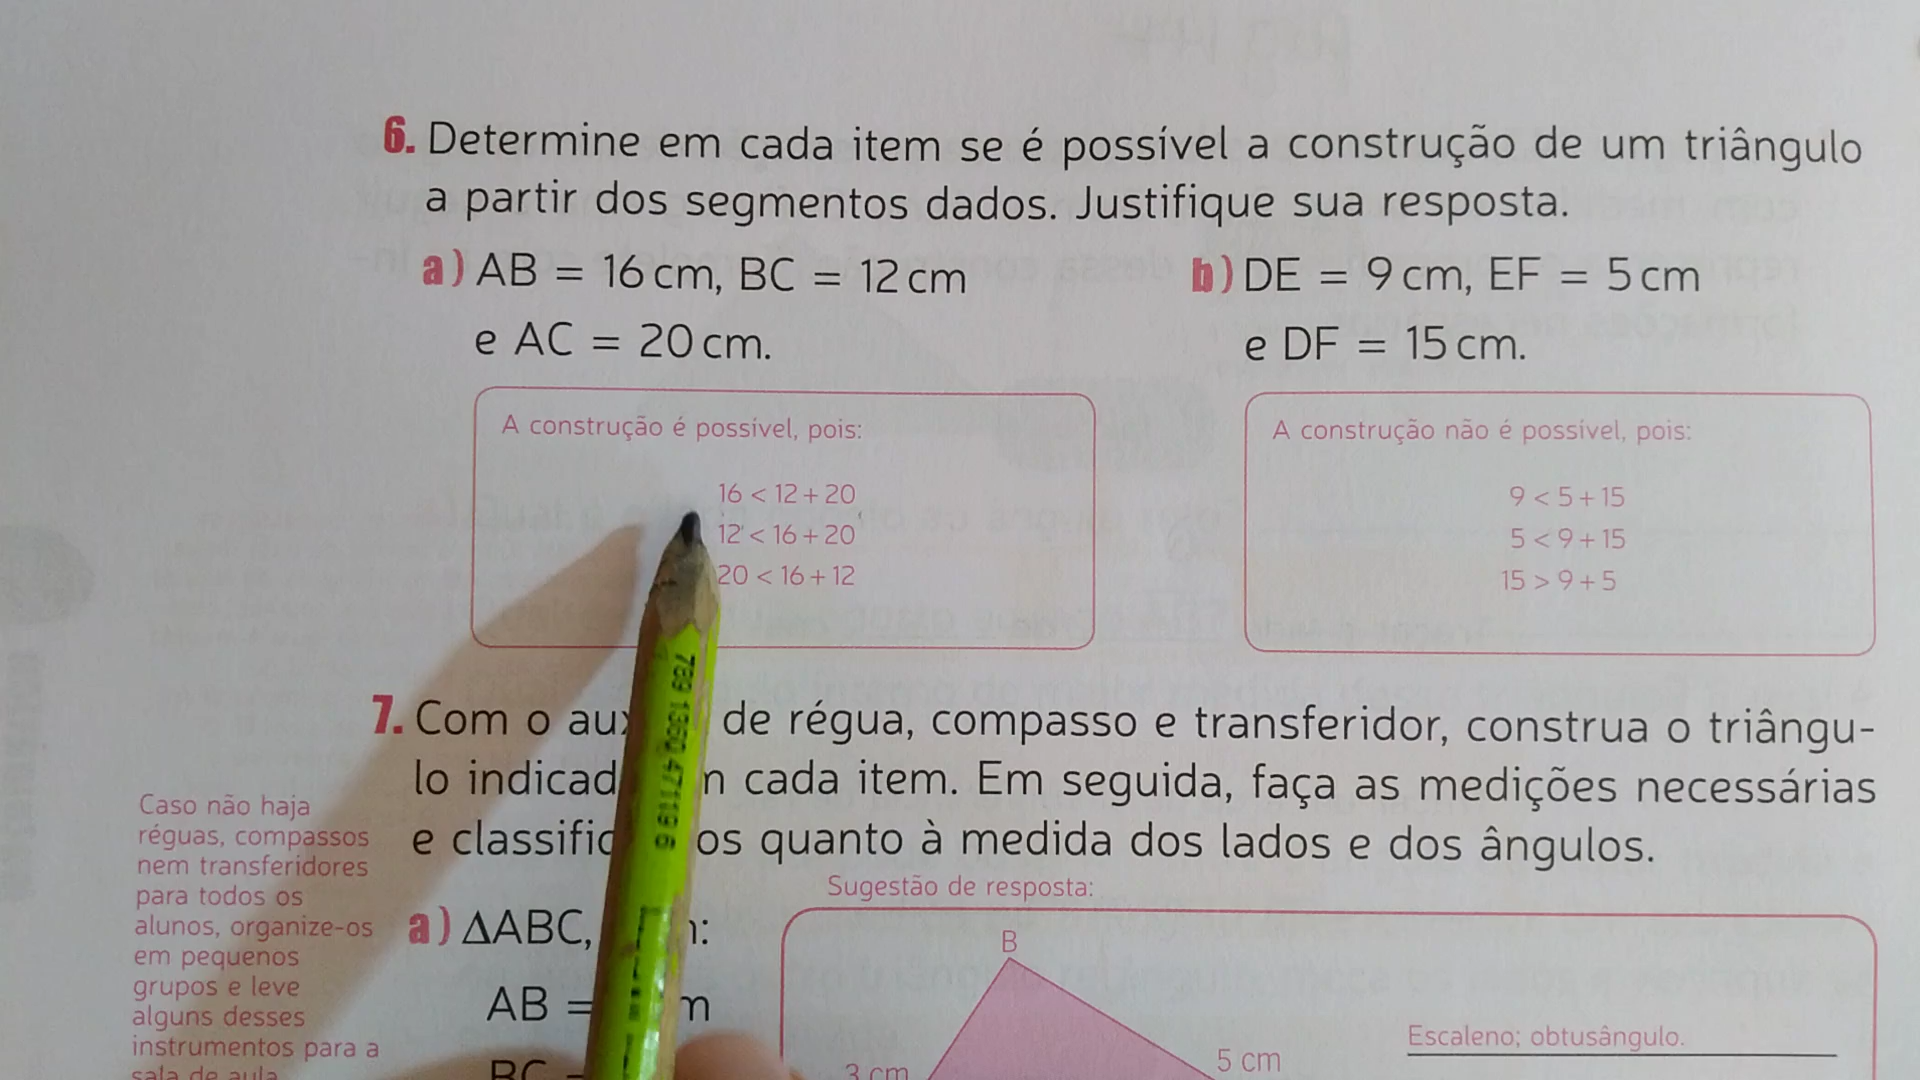 6. Determine em cada item se é possível a construção de um triângulo
a partir dos segmentos dados. Justifique sua resposta.
a) AB = 16 cm, BC = 12 cm
e AC = 20 cm.
b) DE = 9 cm, EF = 5 cm
e DF = 15 cm.
A construção é possível, pois:
16 < 12 + 20
12 < 16 + 20
20 < 16 + 12
A construção não é possível, pois:
9 < 5 + 15
5 < 9 + 15
15 > 9 + 5
7. Com o de régua, compasso e transferidor, construa o triângu-
lo cada item. Em seguida, faça as medições necessárias
e quanto à medida dos lados e dos ângulos.
Caso não haja
réguas, compassos
nem transferidores
para todos os
alunos, organize-os
em pequenos
grupos e leve
alguns desses
instrumentos para a
sala de aula
Sugestão de resposta:
a) ΔABC,
AB =
BC
B
3 cm
5 cm
Escaleno; obtusângulo.